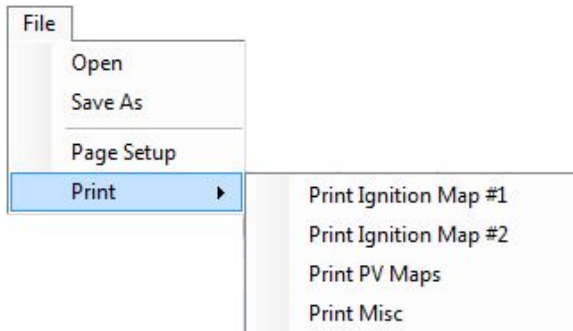 File
Open
Save As
Page Setup
Print
Print Ignition Map #1
Print Ignition Map #2
Print PV Maps
Print Misc